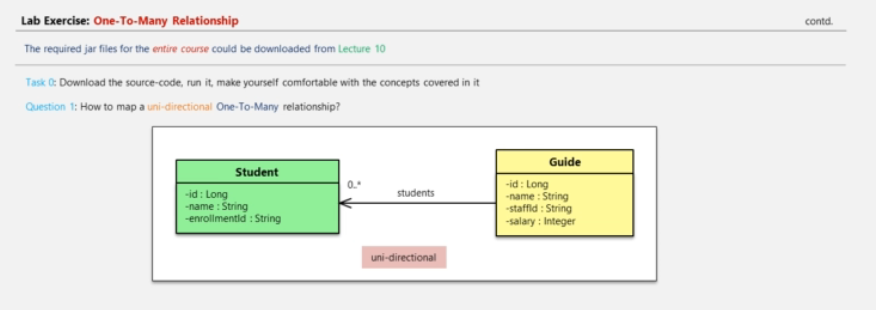 Lab Exercise: One-To-Many Relationship
contd.
The required jar files for the entire course could be downloaded from Lecture 10
Task 0: Download the source-code, run it, make yourself comfortable with the concepts covered in it
Question 1: How to map a uni-directional One-To-Many relationship?
Student
-id : Long
-name : String
-enrollmentId : String
0..*
students
Guide
-id : Long
-name : String
-staffId : String
-salary : Integer
uni-directional